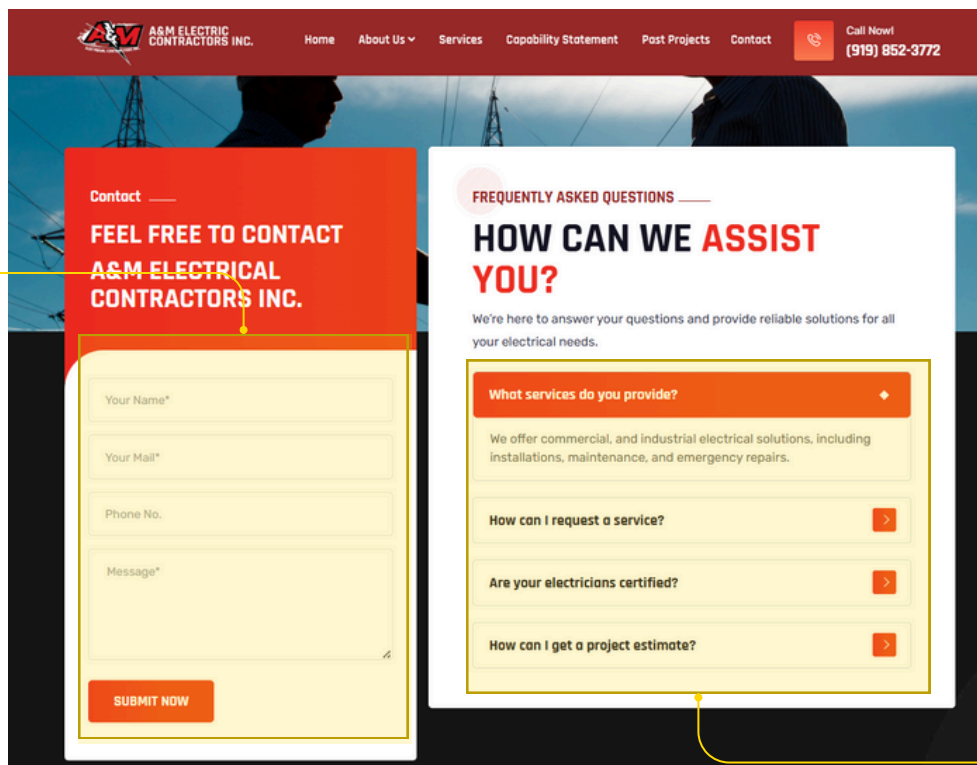 A&M
A&M ELECTRIC
CONTRACTORS INC.
Home
About Us
Services
Capability Statement
Past Projects
Contact
Call Now!
(919) 852-3772
Contact
FEEL FREE TO CONTACT
A&M ELECTRICAL
CONTRACTORS INC.
Your Name*
Your Mail*
Phone No.
Message*
SUBMIT NOW
FREQUENTLY ASKED QUESTIONS
HOW CAN WE ASSIST
YOU?
We're here to answer your questions and provide reliable solutions for all
your electrical needs.
What services do you provide?
We offer commercial, and industrial electrical solutions, including
installations, maintenance, and emergency repairs.
How can I request a service?
Are your electricians certified?
How can I get a project estimate?